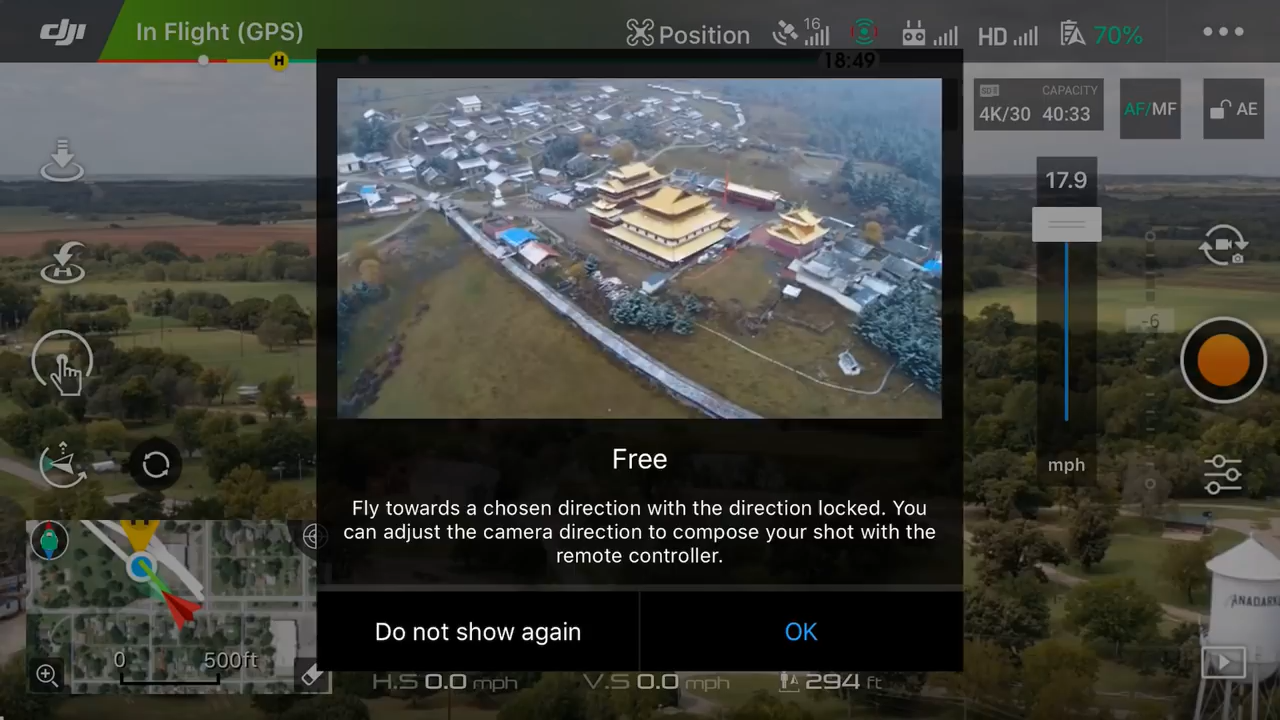 dji
In Flight (GPS)
Position
16
HD
70%
H
18:49
SD
CAPACITY
4K/30
40:33
AF/MF
AE
17.9
H
-6
Free
mph
Fly towards a chosen direction with the direction locked. You
can adjust the camera direction to compose your shot with the
remote controller.
H
ANADARK
Do not show again
OK
0
500ft
H.S 0.0 mph
V.S 0.0 mph
294 ft